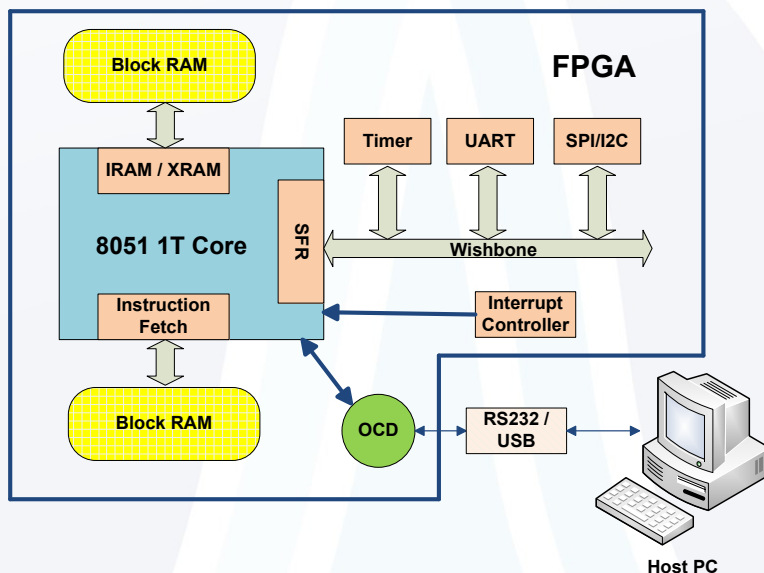 Block RAM
FPGA
Timer
UART
SPI/I2C
IRAM / XRAM
SFR
8051 1T Core
Wishbone
Instruction
Fetch
Interrupt
Controller
Block RAM
OCD
RS232 /
USB
Host PC